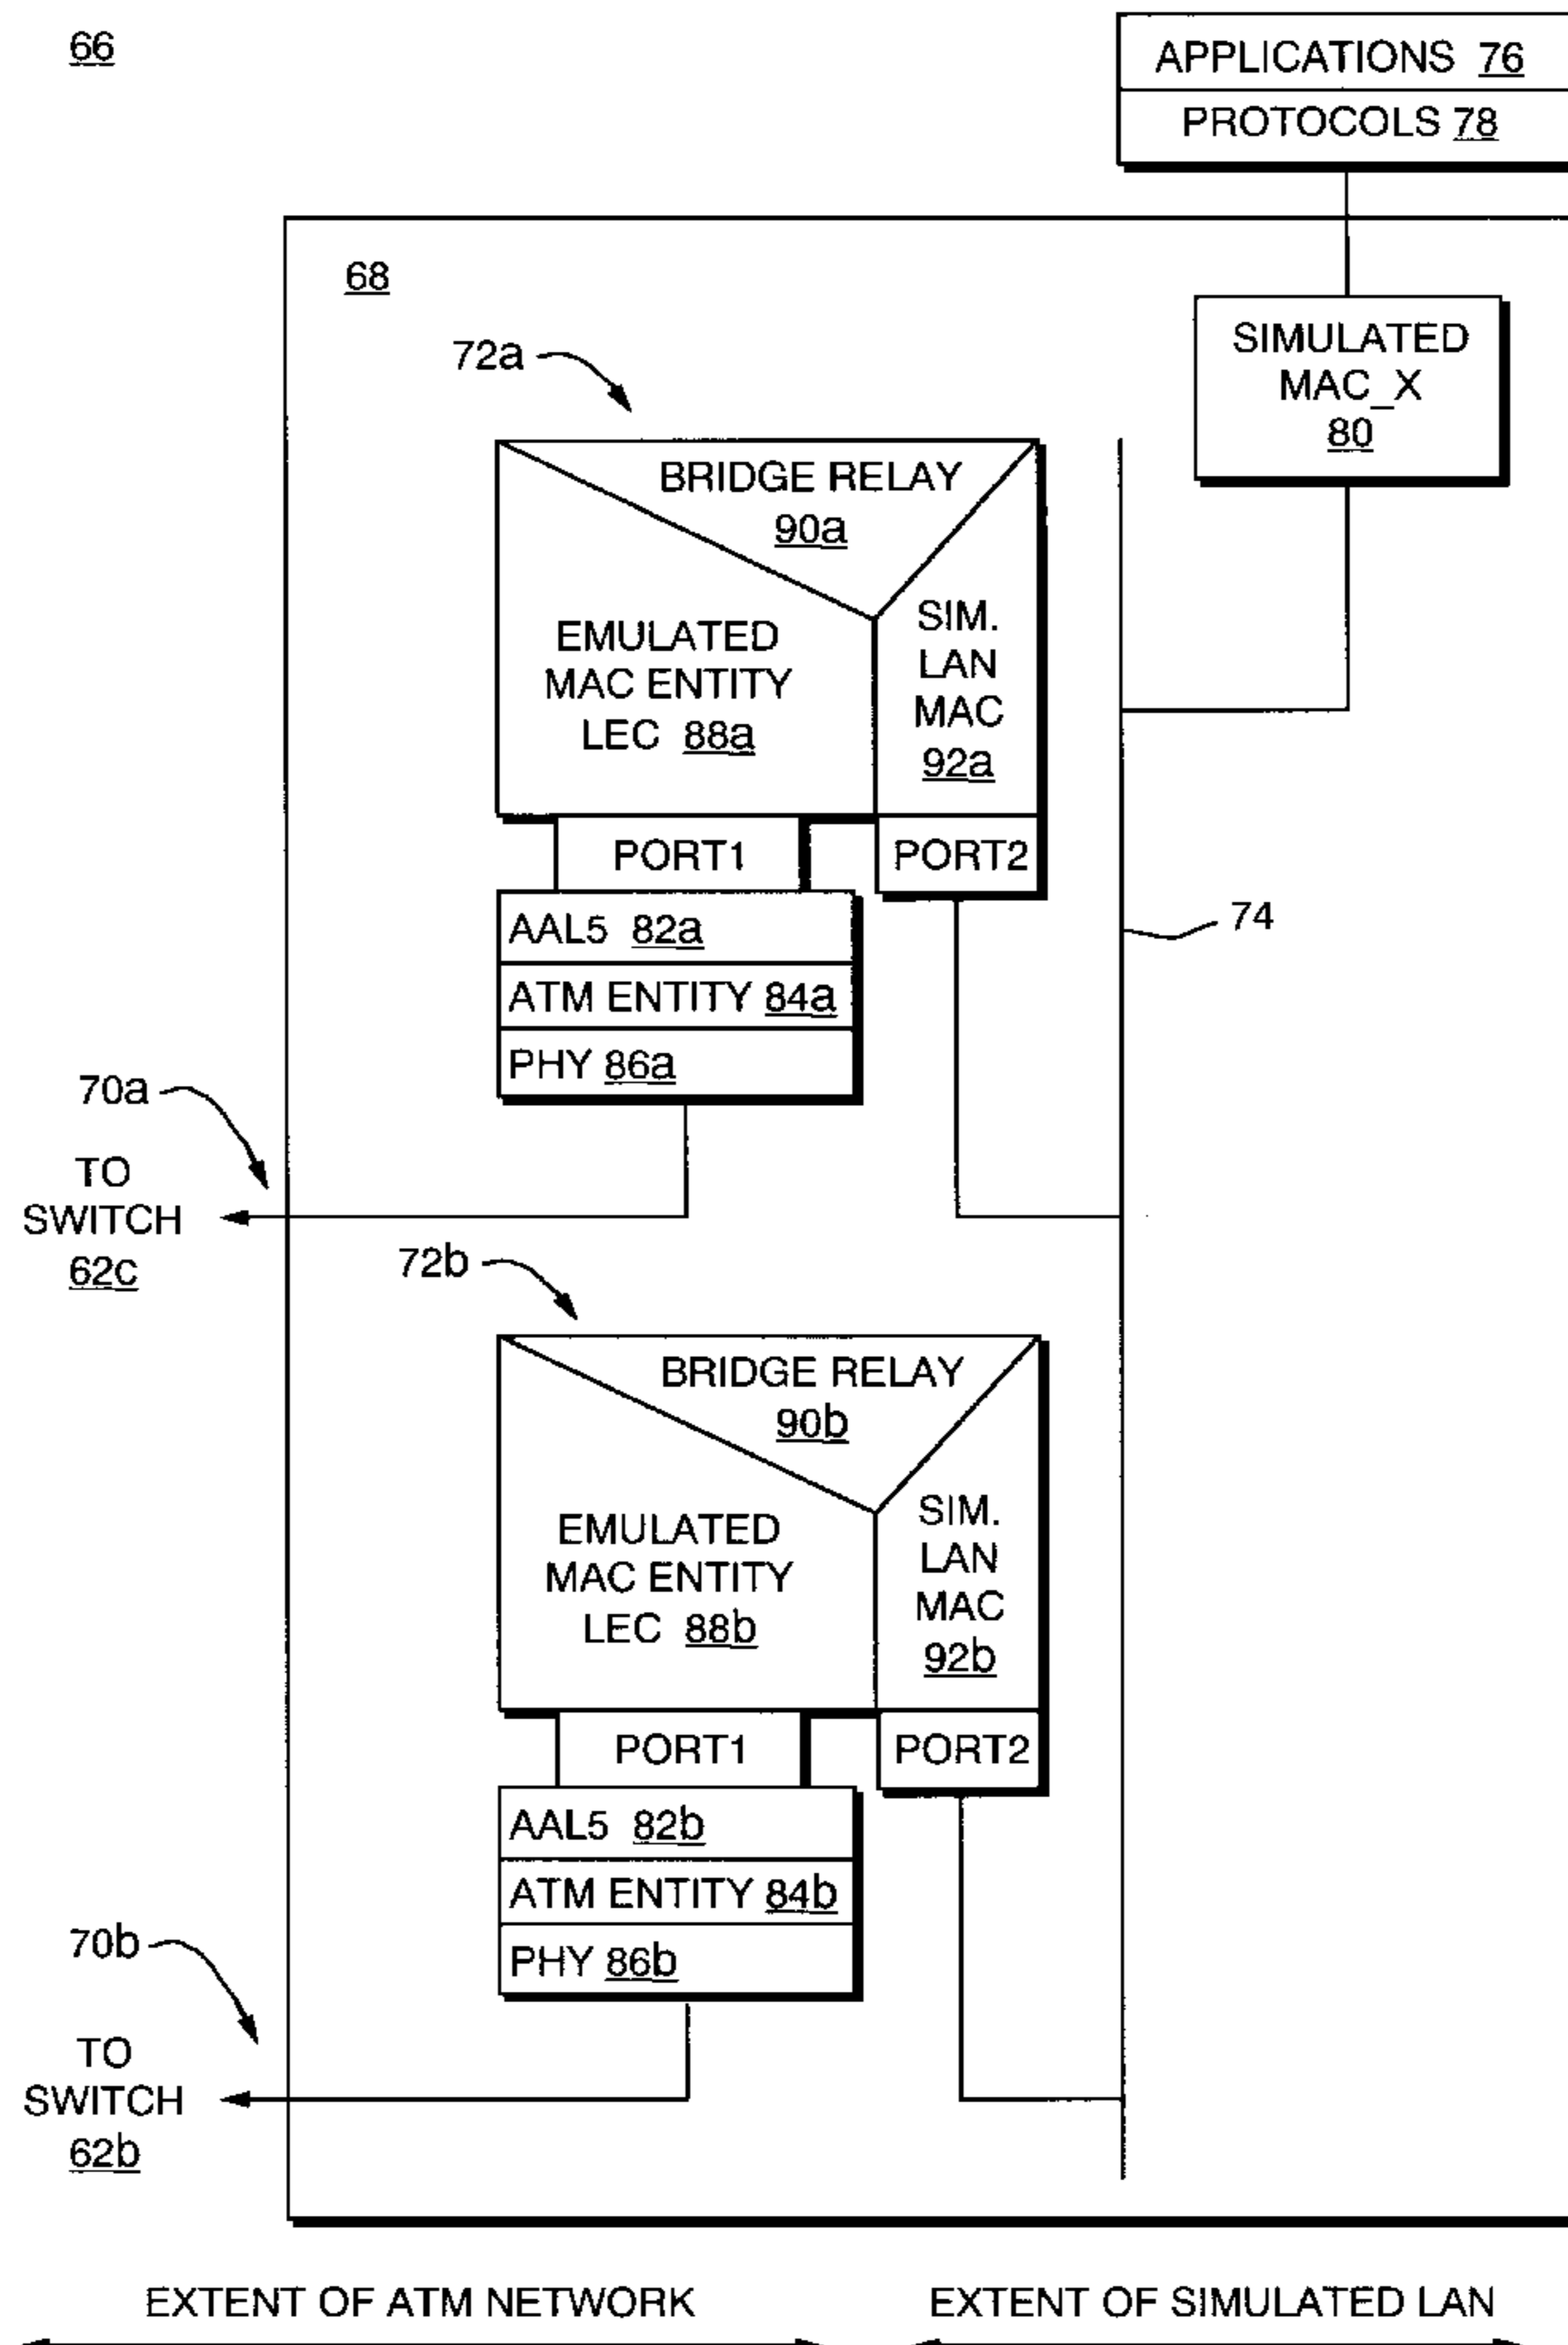 66
APPLICATIONS 76
PROTOCOLS 78
68
SIMULATED
MAC_X
80
72a
BRIDGE RELAY
90a
EMULATED
MAC ENTITY
LEC 88a
SIM.
LAN
MAC
92a
PORT1
PORT2
AAL5 82a
ATM ENTITY 84a
PHY 86a
74
70a
TO
SWITCH
62c
72b
BRIDGE RELAY
90b
EMULATED
MAC ENTITY
LEC 88b
SIM.
LAN
MAC
92b
PORT1
PORT2
AAL5 82b
ATM ENTITY 84b
PHY 86b
70b
TO
SWITCH
62b
EXTENT OF ATM NETWORK
EXTENT OF SIMULATED LAN